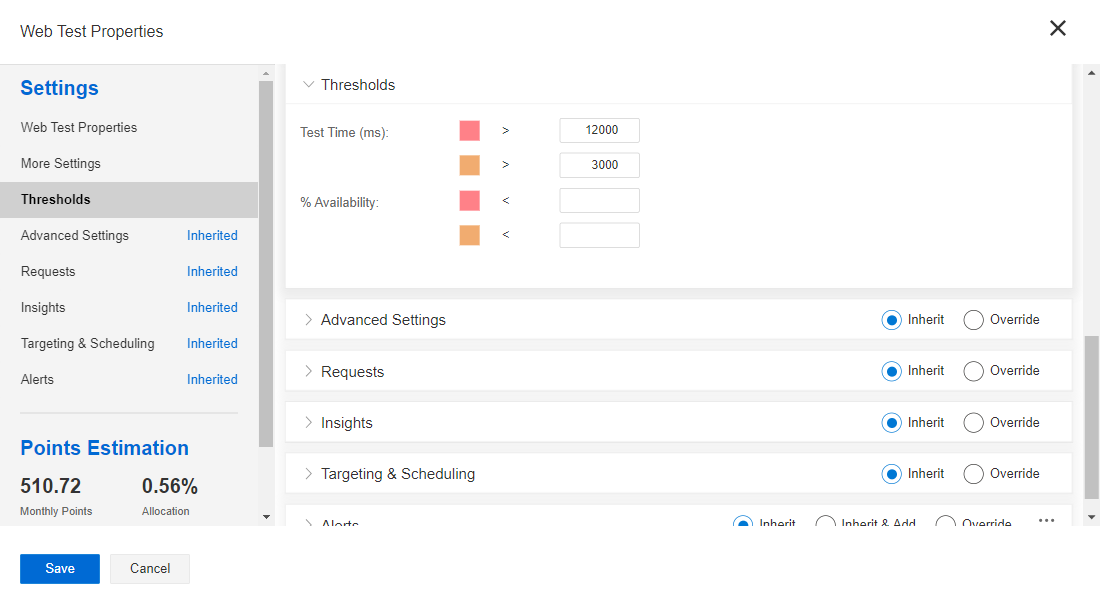 Web Test Properties
Settings
Web Test Properties
More Settings
Thresholds
Advanced Settings Inherited
Requests Inherited
Insights Inherited
Targeting & Scheduling Inherited
Alerts Inherited
Points Estimation
510.72 0.56%
Monthly Points Allocation
Thresholds
Test Time (ms): > 12000
> 3000
% Availability: <
<
Advanced Settings Inherit Override
Requests Inherit Override
Insights Inherit Override
Targeting & Scheduling Inherit Override
Alerts Inherit Inherit & Add Override ...
Save Cancel